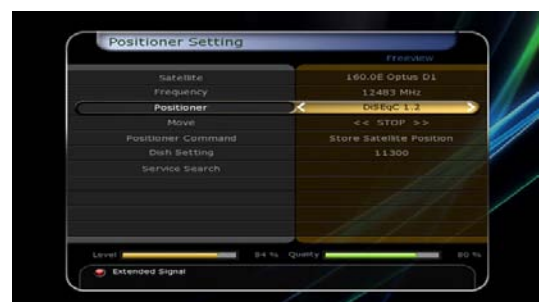 Positioner Setting
Freeview
Satellite 160.0E Optus D1
Frequency 12483 MHz
Positioner DiSEqC 1.2
Move << STOP >>
Positioner Command Store Satellite Position
Dish Setting 11300
Service Search
Level 84 % Quality 80 %
Extended Signal